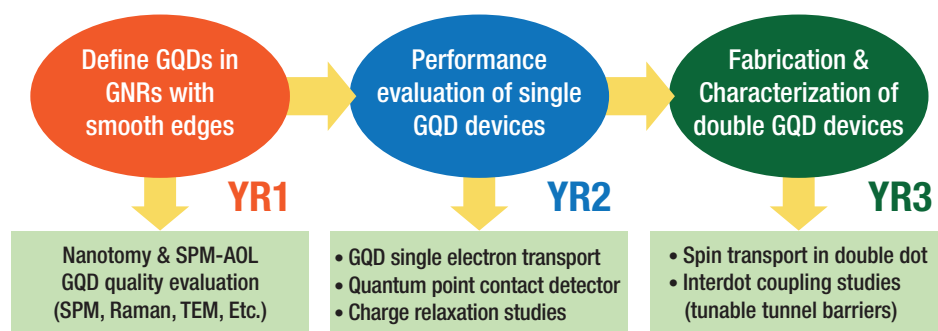 Define GQDs in
GNRs with
smooth edges
Performance
evaluation of single
GQD devices
Fabrication &
Characterization of
double GQD devices
YR1
YR2
YR3
Nanotomy & SPM-AOL
GQD quality evaluation
(SPM, Raman, TEM, Etc.)
• GQD single electron transport
• Quantum point contact detector
• Charge relaxation studies
• Spin transport in double dot
• Interdot coupling studies
(tunable tunnel barriers)